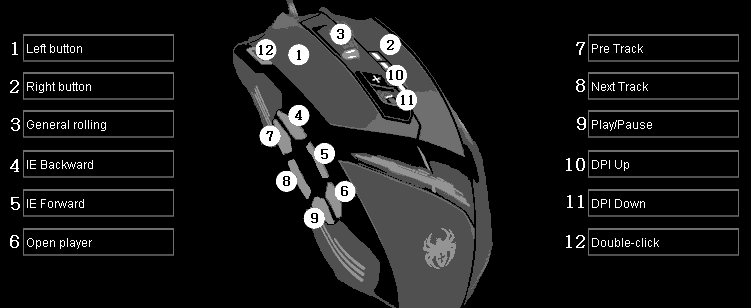 1 Left button
2 Right button
3 General rolling
4 IE Backward
5 IE Forward
6 Open player
12
1
3
2
10
11
4
7
5
8
6
9
7 Pre Track
8 Next Track
9 Play/Pause
10 DPI Up
11 DPI Down
12 Double-click